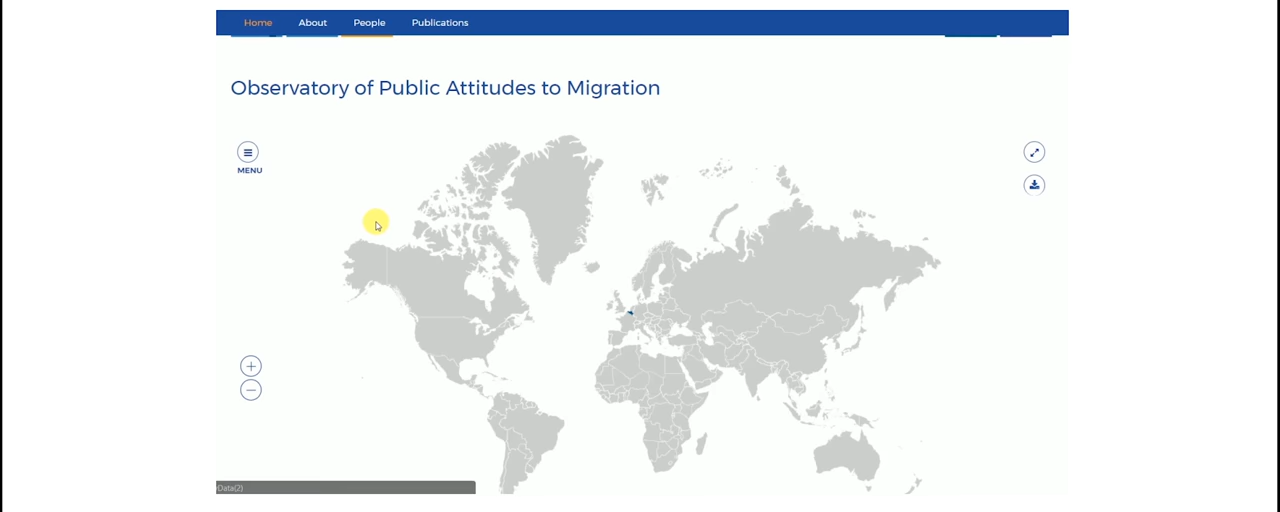 Home About People Publications
Observatory of Public Attitudes to Migration
MENU
Data(2)